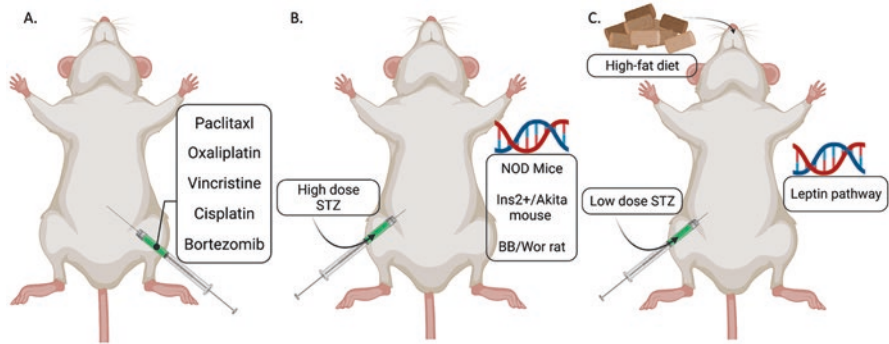 A.
Paclitaxl
Oxaliplatin
Vincristine
Cisplatin
Bortezomib
B.
High dose
STZ
NOD Mice
Ins2+/Akita
mouse
BB/Wor rat
C.
High-fat diet
Low dose STZ
Leptin pathway